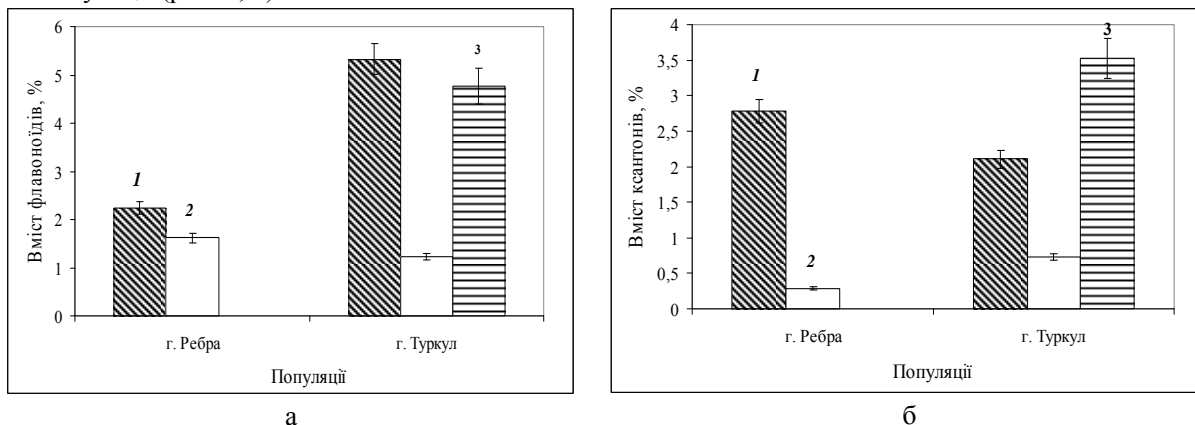 6
5
4
3
2
1
0
Вміст флавоноїдів, %
1
2
3
г. Ребра
г. Туркул
Популяції
а
4
3,5
3
2,5
2
1,5
1
0,5
0
Вміст ксантонів, %
1
2
3
г. Ребра
г. Туркул
Популяції
б